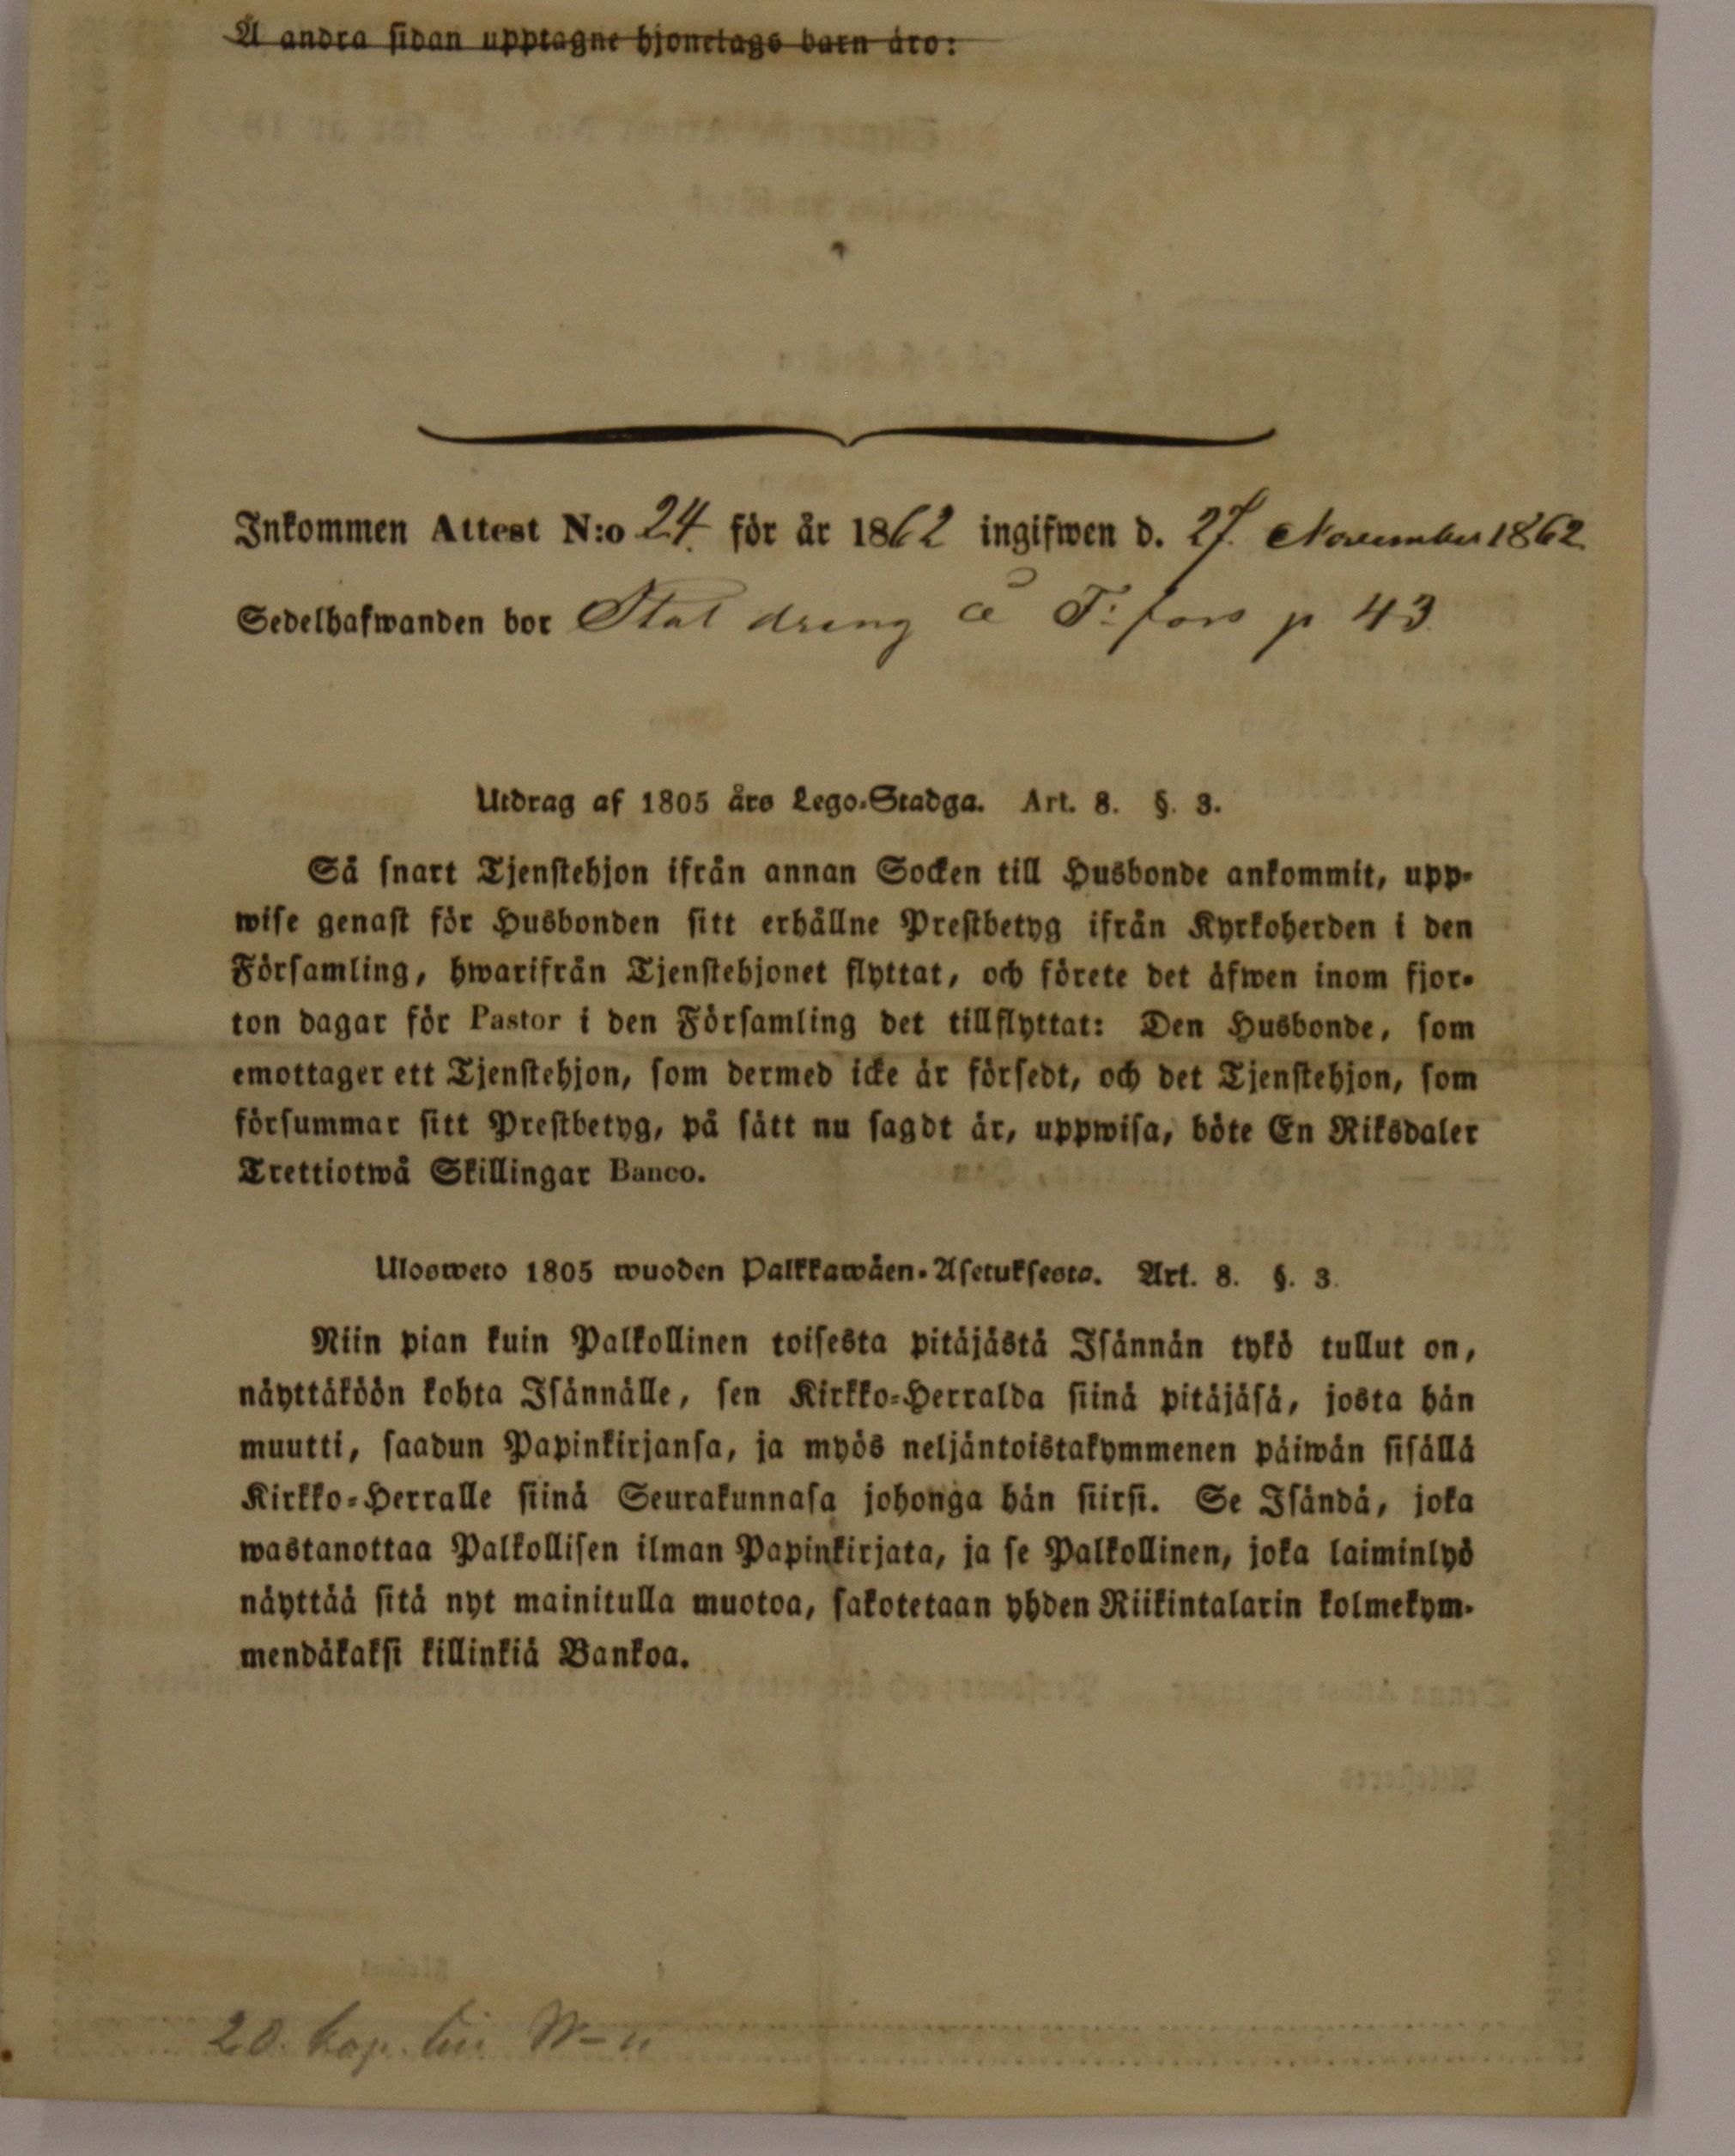 Å andra sidan upptagne hjonelags barn äro:
Inkommen Attest N:o 24. för år 1862 ingifwen d. 27. November 1862.
Sedelhafwanden bor Stal dreng å T:fors p 43
Utdrag af 1805 års Lego-Stadga. Art. 8. §. 3.
Så snart Tjenstehjon ifrån annan Socken till Husbonde ankommit, upp-
wise genast för Husbonden sitt erhållne Prestbetyg ifrån Kyrkoherden i den
Församling, hwarifrån Tjenstehjonet flyttat, och förete det äfwen inom fjor-
ton dagar för Pastor i den Församling det tillflyttat: Den Husbonde, som
emottager ett Tjenstehjon, som dermed icke är försedt, och det Tjenstehjon, som
försummar sitt Prestbetyg, på sätt nu sagdt är, uppwisa, böte En Riksdaler
Trettiotwå Skillingar Banco.
Ulosweto 1805 wuoden Palkkawäen-Asetuksesta. Art. 8. §. 3.
Niin pian kuin Palkollinen toisesta pitäjästä Isännän tykö tullut on,
näyttäköön kohta Isännälle, sen Kirkko-Herralda siinä pitäjäsä, josta hän
muutti, saadun Papinkirjansa, ja myös neljäntoistakymmenen päiwän sisällä
Kirkko-Herralle siinä Seurakunnasa johonga hän siirsi. Se Isändä, joka
wastanottaa Palkollisen ilman Papinkirjata, ja se Palkollinen, joka laiminlyö
näyttää sitä nyt mainitulla muotoa, sakotetaan yhden Riikintalarin kolmekym-
mendäkaksi killinkiä Bankoa.
20. kop.